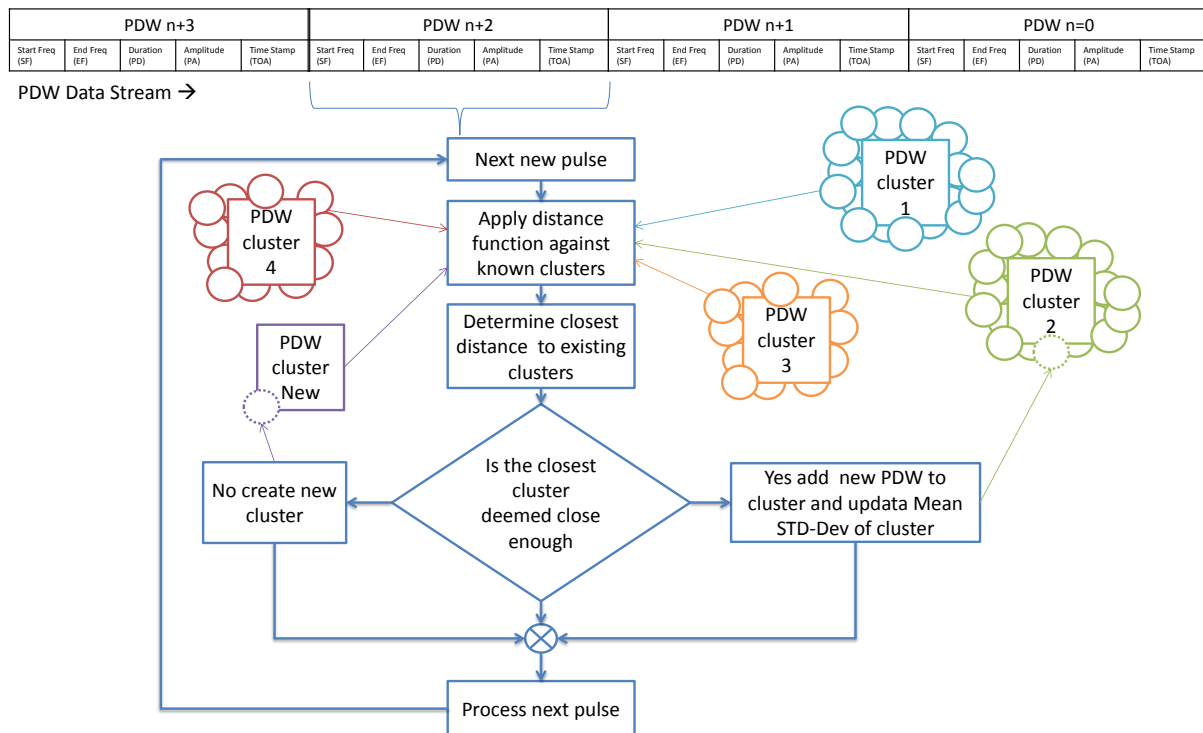 PDW n+3 PDW n+2 PDW n+1 PDW n=0
Start Freq End Freq Duration Amplitude Time Stamp Start Freq End Freq Duration Amplitude Time Stamp Start Freq End Freq Duration Amplitude Time Stamp Start Freq End Freq Duration Amplitude Time Stamp
(SF) (EF) (PD) (PA) (TOA) (SF) (EF) (PD) (PA) (TOA) (SF) (EF) (PD) (PA) (TOA) (SF) (EF) (PD) (PA) (TOA)
PDW Data Stream →
Next new pulse
PDW
cluster
1
PDW
cluster
4
Apply distance
function against
known clusters
PDW
cluster
2
PDW
cluster
3
Determine closest
distance to existing
clusters
PDW
cluster
New
Is the closest
cluster
deemed close
enough
No create new
cluster
Yes add new PDW to
cluster and updata Mean
STD-Dev of cluster
Process next pulse